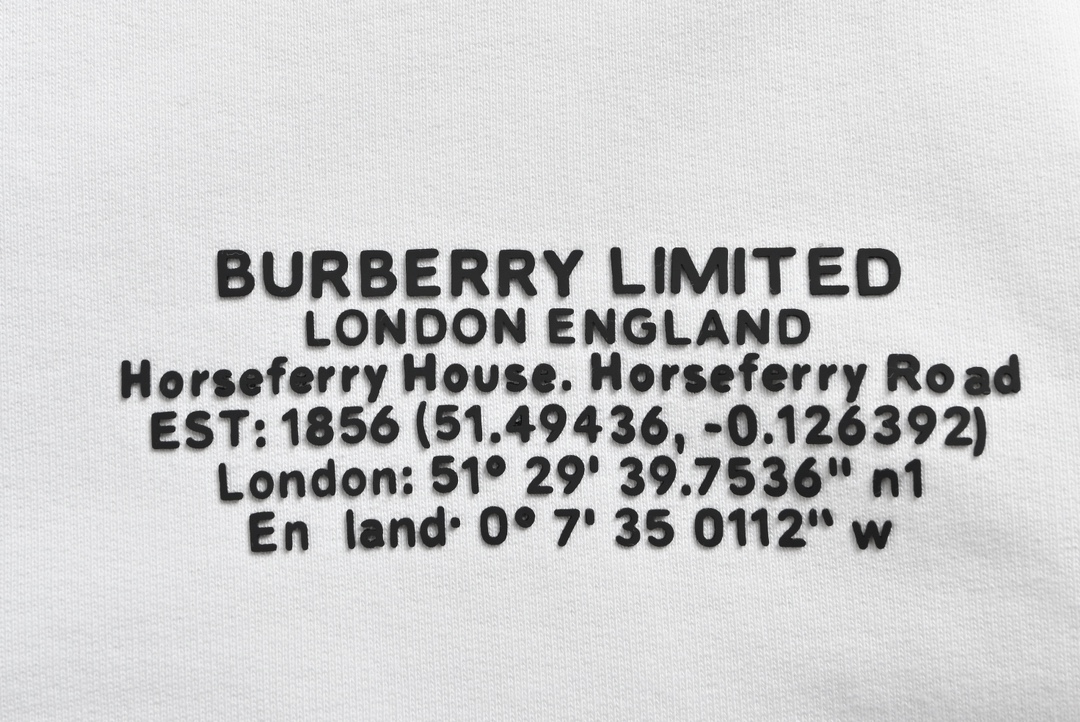 BURBERRY LIMITED
LONDON ENGLAND
Horseferry House. Horseferry Road
EST: 1856 (51.49436, -0.126392)
London: 51° 29' 39.7536" n1
En land· 0° 7' 35 0112" w